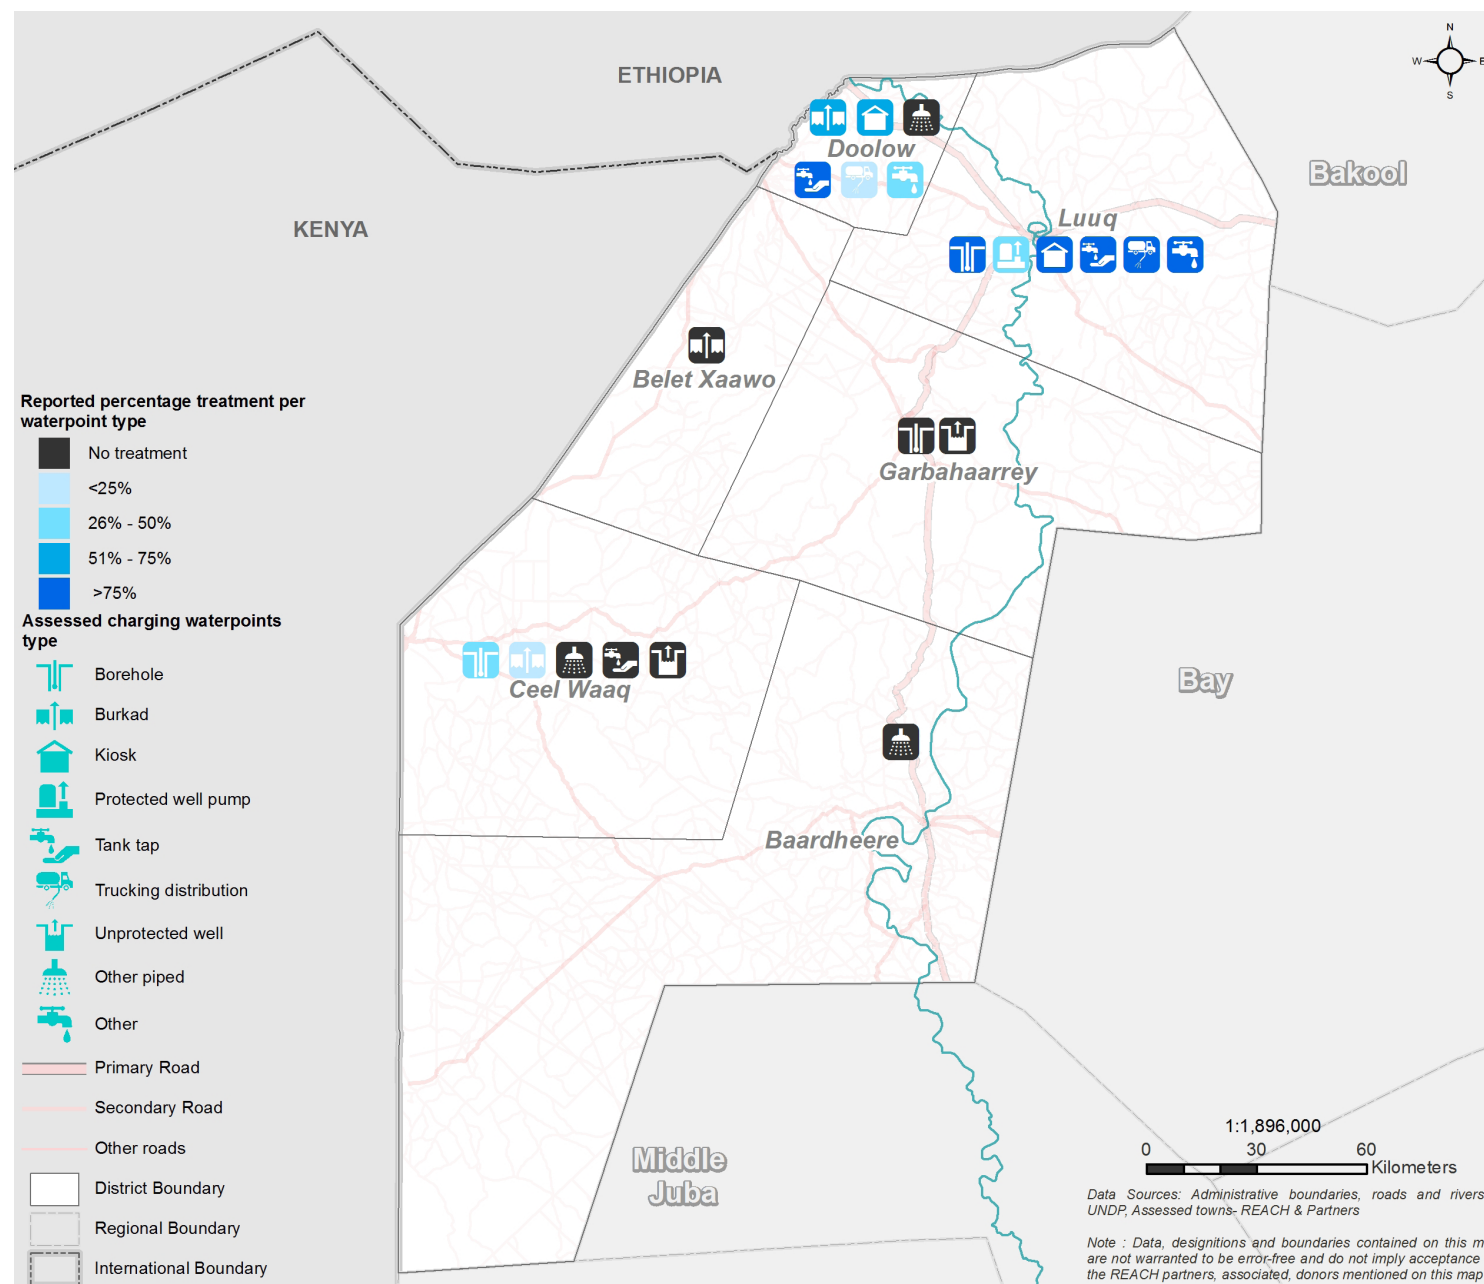 N
W
E
S
ETHIOPIA
KENYA
Bakool
Doolow
Luuq
Belet Xaawo
Garbahaarrey
Ceel Waaq
Bay
Baardheere
Middle
Juba
Reported percentage treatment per
waterpoint type
No treatment
<25%
26% - 50%
51% - 75%
>75%
Assessed charging waterpoints
type
Borehole
Burkad
Kiosk
Protected well pump
Tank tap
Trucking distribution
Unprotected well
Other piped
Other
Primary Road
Secondary Road
Other roads
District Boundary
Regional Boundary
International Boundary
1:1,896,000
0 30 60
Kilometers
Data Sources: Administrative boundaries, roads and rivers
UNDP, Assessed towns- REACH & Partners
Note : Data, designitions and boundaries contained on this m
are not warranted to be error-free and do not imply acceptance
the REACH partners, associated, donors mentioned on this map